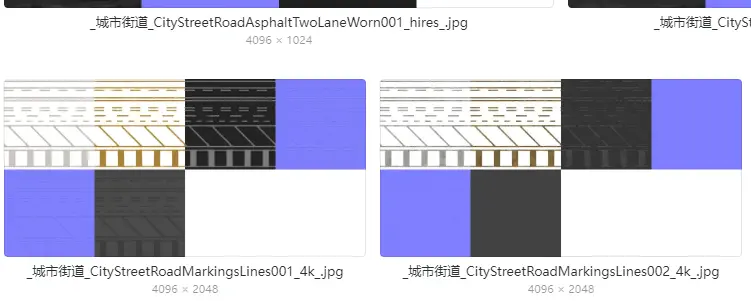 _城市街道_CityStreetRoadAsphaltTwoLaneWorn001_hires_.jpg
_城市街道_CitySt
4096 × 1024
_城市街道_CityStreetRoadMarkingsLines001_4k_.jpg
_城市街道_CityStreetRoadMarkingsLines002_4k_.jpg
4096 × 2048
4096 × 2048